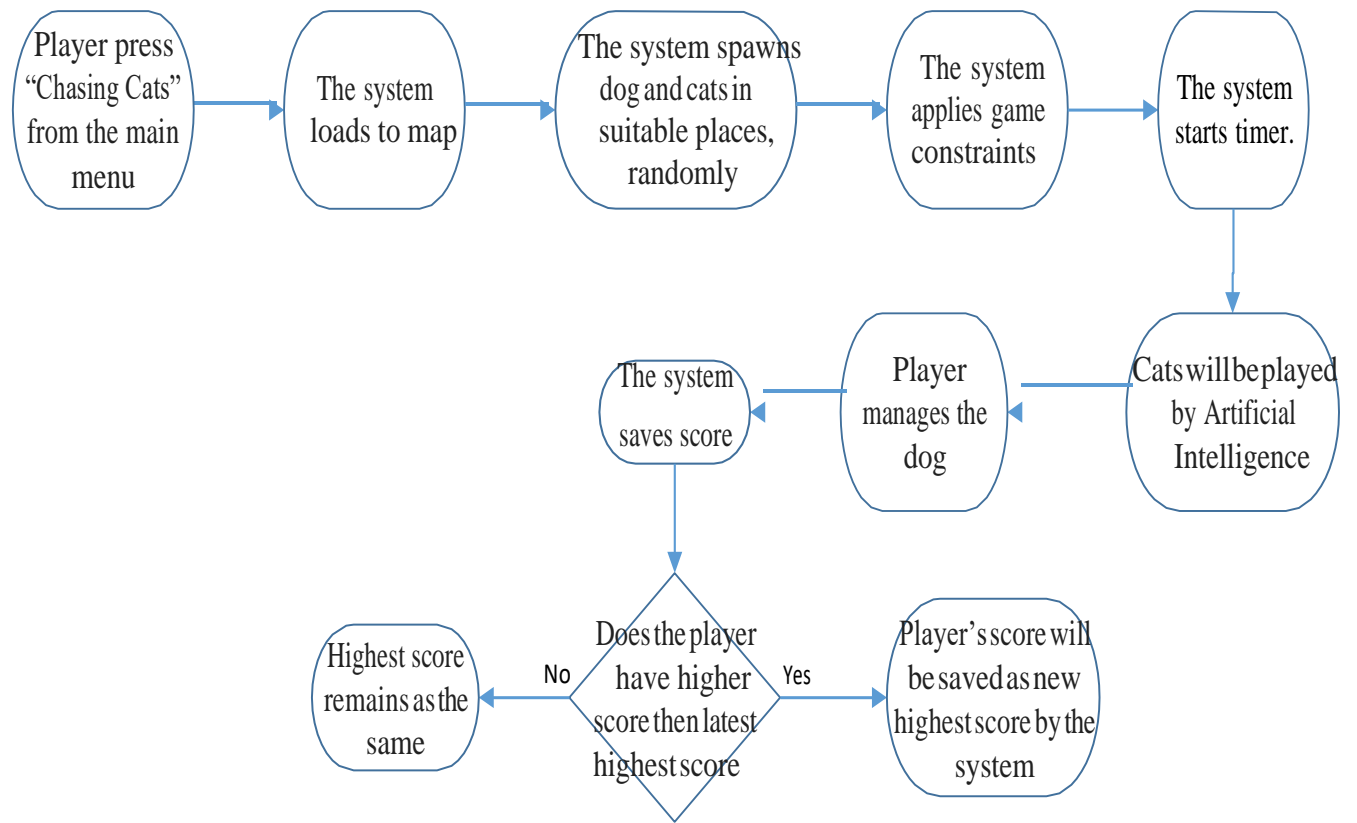 Player press
“Chasing Cats”
from the main
menu
The system
loads to map
The system spawns
dog and cats in
suitable places,
randomly
The system
applies game
constraints
The system
starts timer.
Cats will be played
by Artificial
Intelligence
Player
manages the
dog
The system
saves score
Does the player
have higher
score then latest
highest score
No
Yes
Highest score
remains as the
same
Player’s score will
be saved as new
highest score by the
system